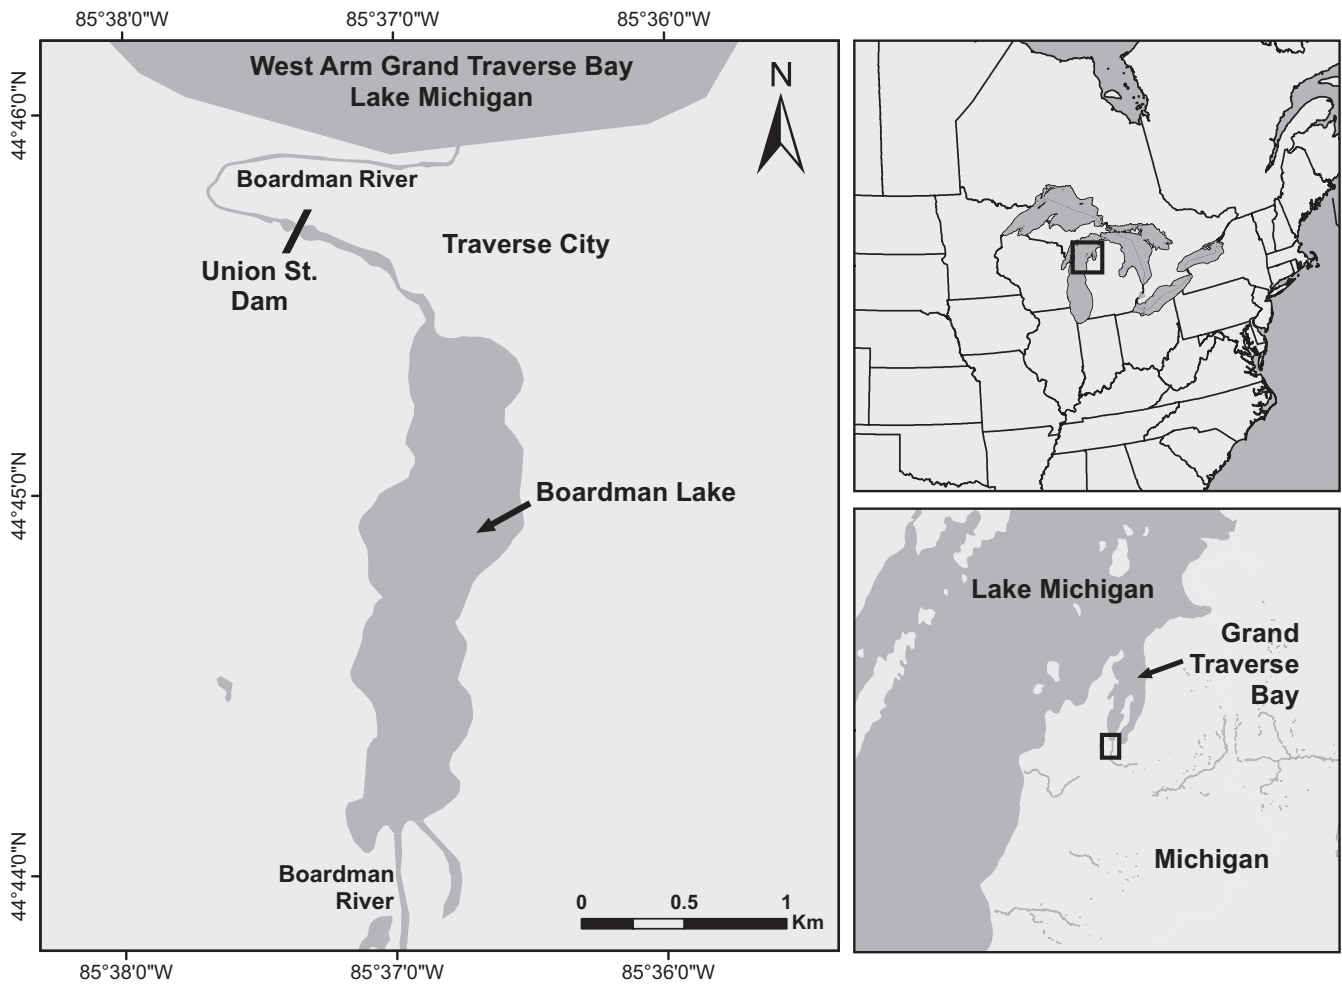 85°38'0"W
85°37'0"W
85°36'0"W
West Arm Grand Traverse Bay
Lake Michigan
N
44°46'0"N
Boardman River
Traverse City
Union St.
Dam
44°45'0"N
Boardman Lake
44°44'0"N
Boardman
River
0
0.5
1
Km
85°38'0"W
85°37'0"W
85°36'0"W
Lake Michigan
Grand
Traverse
Bay
Michigan